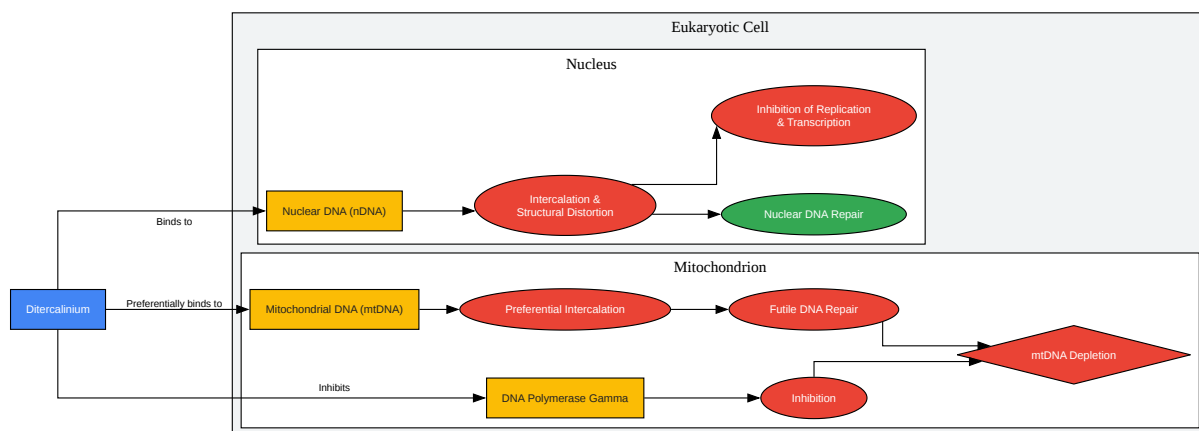 Eukaryotic Cell
Nucleus
Inhibition of Replication
& Transcription
Intercalation &
Structural Distortion
Nuclear DNA (nDNA)
Nuclear DNA Repair
Binds to
Mitochondrion
Ditercalinium
Preferentially binds to
Mitochondrial DNA (mtDNA)
Preferential Intercalation
Futile DNA Repair
mtDNA Depletion
Inhibits
DNA Polymerase Gamma
Inhibition